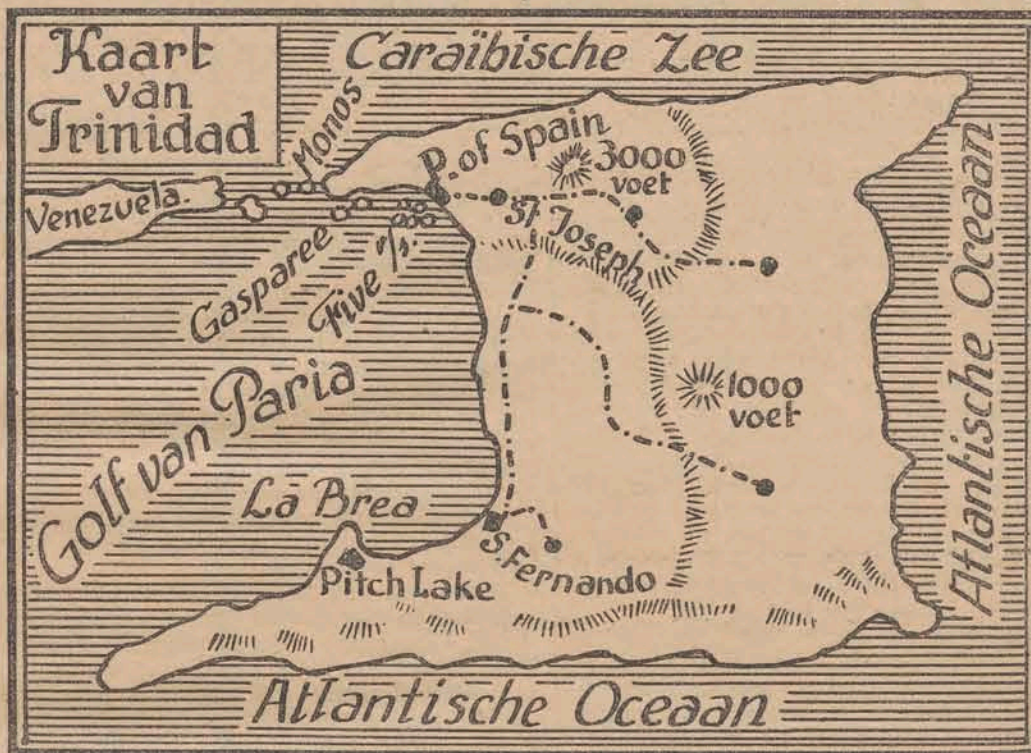 Kaart
van
Trinidad
Caraïbische Zee
Monos
P. of Spain
3000
voet
Venezuela.
St. Joseph
Gasparee
Five Is.
Atlantische Oceaan
1000
voet
Golf van Paria
La Brea
S. Fernando
Pitch Lake
Atlantische Oceaan